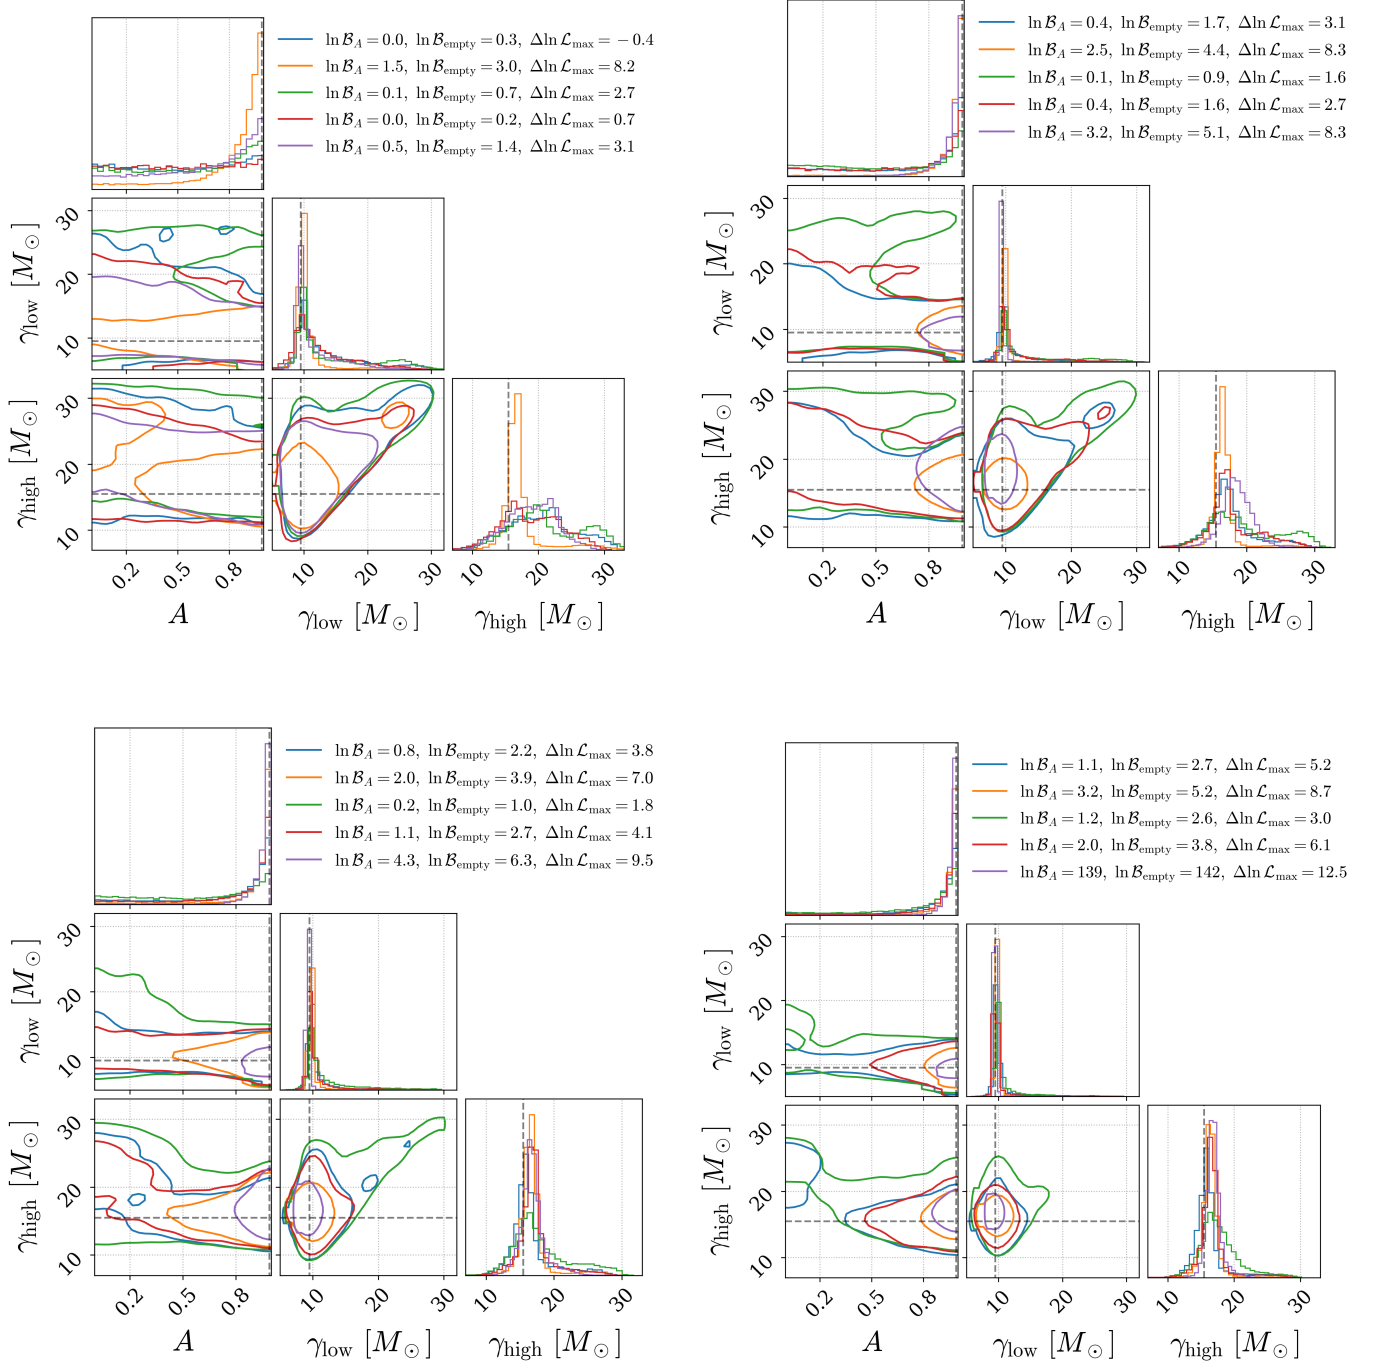 ln 𝓑_A = 0.0, ln 𝓑_empty = 0.3, Δln 𝓛_max = −0.4
ln 𝓑_A = 1.5, ln 𝓑_empty = 3.0, Δln 𝓛_max = 8.2
ln 𝓑_A = 0.1, ln 𝓑_empty = 0.7, Δln 𝓛_max = 2.7
ln 𝓑_A = 0.0, ln 𝓑_empty = 0.2, Δln 𝓛_max = 0.7
ln 𝓑_A = 0.5, ln 𝓑_empty = 1.4, Δln 𝓛_max = 3.1
γ_low [M_⊙]
30
20
10
γ_high [M_⊙]
30
20
10
0.2 0.5 0.8 10 20 30 10 20 30
A γ_low [M_⊙] γ_high [M_⊙]
ln 𝓑_A = 0.4, ln 𝓑_empty = 1.7, Δln 𝓛_max = 3.1
ln 𝓑_A = 2.5, ln 𝓑_empty = 4.4, Δln 𝓛_max = 8.3
ln 𝓑_A = 0.1, ln 𝓑_empty = 0.9, Δln 𝓛_max = 1.6
ln 𝓑_A = 0.4, ln 𝓑_empty = 1.6, Δln 𝓛_max = 2.7
ln 𝓑_A = 3.2, ln 𝓑_empty = 5.1, Δln 𝓛_max = 8.3
γ_low [M_⊙]
30
20
10
γ_high [M_⊙]
30
20
10
0.2 0.5 0.8 10 20 30 10 20 30
A γ_low [M_⊙] γ_high [M_⊙]
ln 𝓑_A = 0.8, ln 𝓑_empty = 2.2, Δln 𝓛_max = 3.8
ln 𝓑_A = 2.0, ln 𝓑_empty = 3.9, Δln 𝓛_max = 7.0
ln 𝓑_A = 0.2, ln 𝓑_empty = 1.0, Δln 𝓛_max = 1.8
ln 𝓑_A = 1.1, ln 𝓑_empty = 2.7, Δln 𝓛_max = 4.1
ln 𝓑_A = 4.3, ln 𝓑_empty = 6.3, Δln 𝓛_max = 9.5
γ_low [M_⊙]
30
20
10
γ_high [M_⊙]
30
20
10
0.2 0.5 0.8 10 20 30 10 20 30
A γ_low [M_⊙] γ_high [M_⊙]
ln 𝓑_A = 1.1, ln 𝓑_empty = 2.7, Δln 𝓛_max = 5.2
ln 𝓑_A = 3.2, ln 𝓑_empty = 5.2, Δln 𝓛_max = 8.7
ln 𝓑_A = 1.2, ln 𝓑_empty = 2.6, Δln 𝓛_max = 3.0
ln 𝓑_A = 2.0, ln 𝓑_empty = 3.8, Δln 𝓛_max = 6.1
ln 𝓑_A = 139, ln 𝓑_empty = 142, Δln 𝓛_max = 12.5
γ_low [M_⊙]
30
20
10
γ_high [M_⊙]
30
20
10
0.2 0.5 0.8 10 20 30 10 20 30
A γ_low [M_⊙] γ_high [M_⊙]